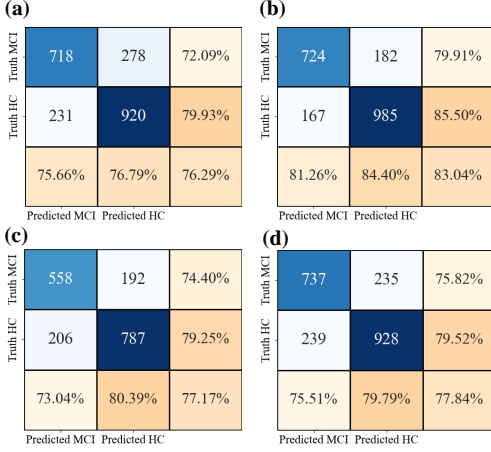 (a)
Truth MCI
718 278 72.09%
Truth HC
231 920 79.93%
75.66% 76.79% 76.29%
Predicted MCI Predicted HC
(b)
Truth MCI
724 182 79.91%
Truth HC
167 985 85.50%
81.26% 84.40% 83.04%
Predicted MCI Predicted HC
(c)
Truth MCI
558 192 74.40%
Truth HC
206 787 79.25%
73.04% 80.39% 77.17%
Predicted MCI Predicted HC
(d)
Truth MCI
737 235 75.82%
Truth HC
239 928 79.52%
75.51% 79.79% 77.84%
Predicted MCI Predicted HC